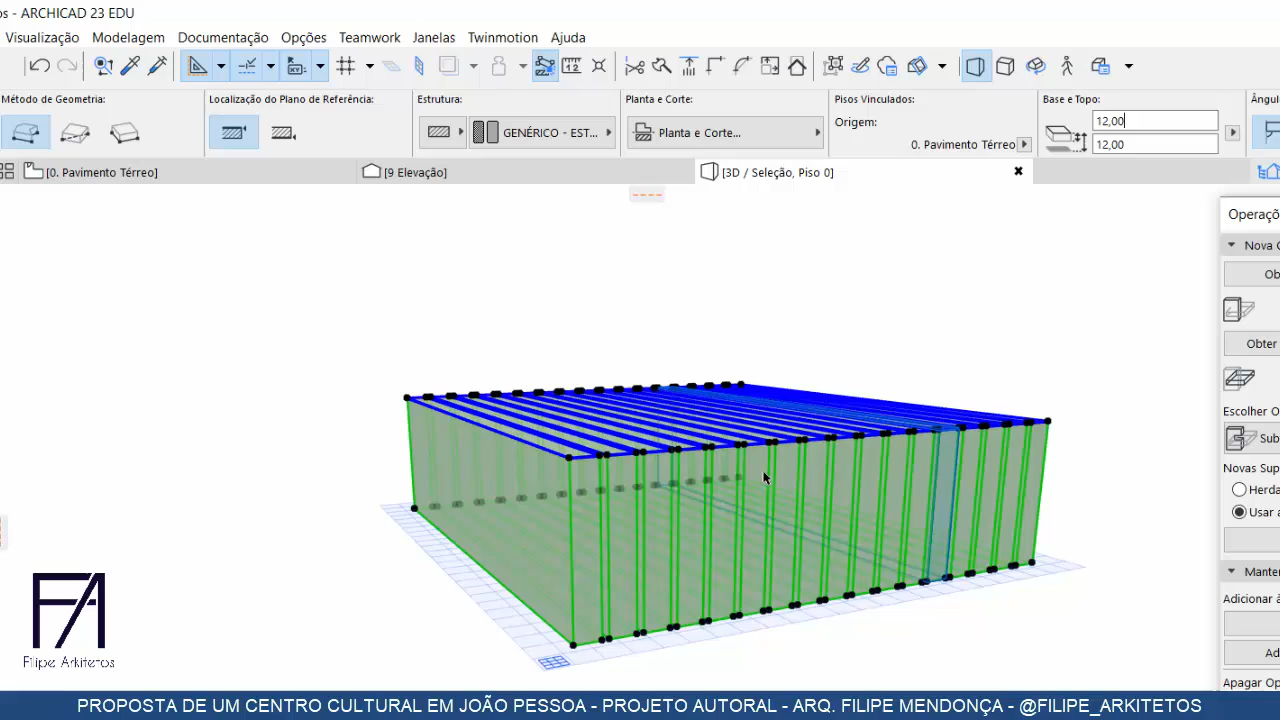 os - ARCHICAD 23 EDU
Visualização Modelagem Documentação Opções Teamwork Janelas Twinmotion Ajuda
Método de Geometria: Localização do Plano de Referência: Estrutura: Planta e Corte: Pisos Vinculados: Base e Topo: Ângul
GENÉRICO - EST... Planta e Corte... Origem: 12,00
0. Pavimento Térreo 12,00
[0. Pavimento Térreo] [9 Elevação] [3D / Seleção, Piso 0]
Operaçõ
Nova O
Ob
Obter
Escolher O
Sub
Novas Sup
Herda
Usar a
Manter
Adicionar à
Ad
Apagar Op
FA
Filipe Arkitetos
PROPOSTA DE UM CENTRO CULTURAL EM JOÃO PESSOA - PROJETO AUTORAL - ARQ. FILIPE MENDONÇA - @FILIPE_ARKITETOS